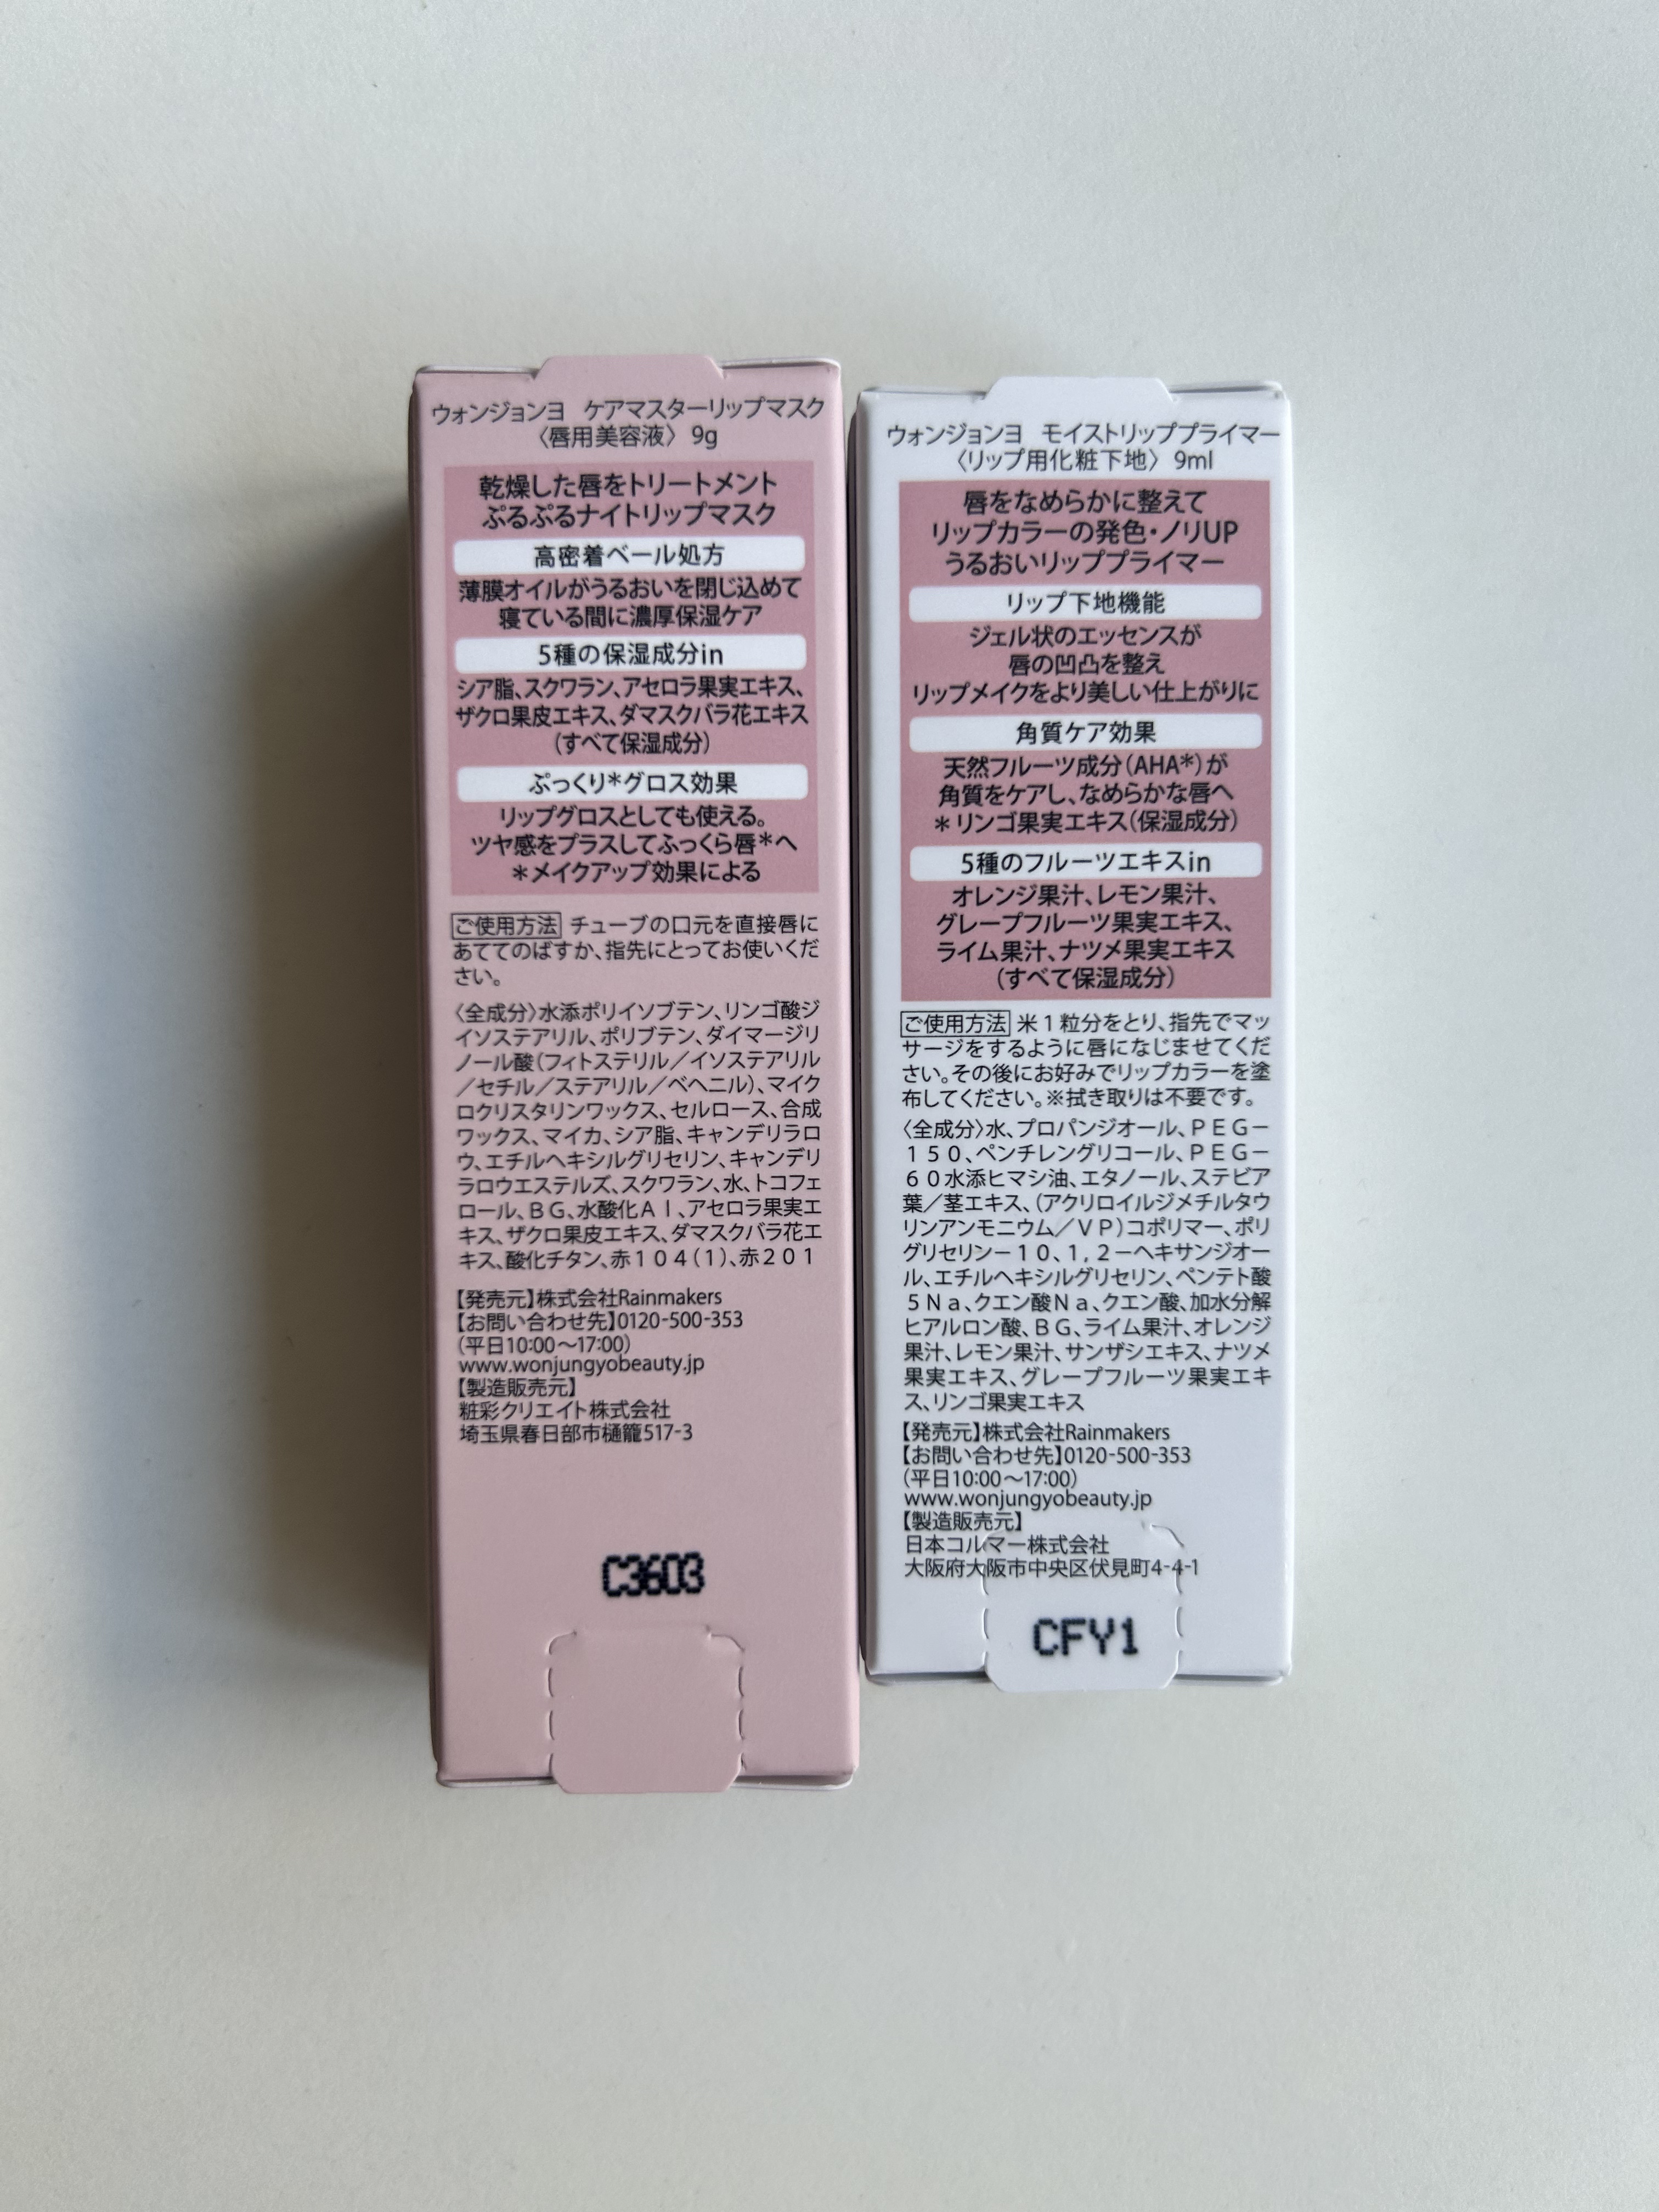 ウォンジョンヨ　ケアマスターリップマスク
〈唇用美容液〉 9g
乾燥した唇をトリートメント
ぷるぷるナイトリップマスク
高密着ベール処方
薄膜オイルがうるおいを閉じ込めて
寝ている間に濃厚保湿ケア
5種の保湿成分in
シア脂、スクワラン、アセロラ果実エキス、
ザクロ果皮エキス、ダマスクバラ花エキス
(すべて保湿成分)
ぷっくり*グロス効果
リップグロスとしても使える。
ツヤ感をプラスしてふっくら唇*へ
*メイクアップ効果による
ご使用方法 チューブの口元を直接唇に
あててのばすか、指先にとってお使いくだ
さい。
〈全成分〉水添ポリイソブテン、リンゴ酸ジ
イソステアリル、ポリブテン、ダイマージリ
ノール酸（フィトステリル／イソステアリル
／セチル／ステアリル／ベヘニル）、マイク
ロクリスタリンワックス、セルロース、合成
ワックス、マイカ、シア脂、キャンデリラロ
ウ、エチルヘキシルグリセリン、キャンデリ
ラロウエステルズ、スクワラン、水、トコフェ
ロール、ＢＧ、水酸化Ａｌ、アセロラ果実エ
キス、ザクロ果皮エキス、ダマスクバラ花エ
キス、酸化チタン、赤１０４(１)、赤２０１
【発売元】株式会社Rainmakers
【お問い合わせ先】0120-500-353
(平日10:00〜17:00)
www.wonjungyobeauty.jp
【製造販売元】
粧彩クリエイト株式会社
埼玉県春日部市樋籠517-3
C3603
ウォンジョンヨ　モイストリッププライマー
〈リップ用化粧下地〉 9ml
唇をなめらかに整えて
リップカラーの発色・ノリUP
うるおいリッププライマー
リップ下地機能
ジェル状のエッセンスが
唇の凹凸を整え
リップメイクをより美しい仕上がりに
角質ケア効果
天然フルーツ成分(AHA*)が
角質をケアし、なめらかな唇へ
*リンゴ果実エキス(保湿成分)
5種のフルーツエキスin
オレンジ果汁、レモン果汁、
グレープフルーツ果実エキス、
ライム果汁、ナツメ果実エキス
(すべて保湿成分)
ご使用方法 米１粒分をとり、指先でマッ
サージをするように唇になじませてくだ
さい。その後にお好みでリップカラーを塗
布してください。※拭き取りは不要です。
〈全成分〉水、プロパンジオール、ＰＥＧ－
１５０、ペンチレングリコール、ＰＥＧ－
６０水添ヒマシ油、エタノール、ステビア
葉／茎エキス、（アクリロイルジメチルタウ
リンアンモニウム／ＶＰ）コポリマー、ポリ
グリセリン－１０、１，２－ヘキサンジオー
ル、エチルヘキシルグリセリン、ペンテト酸
５Ｎａ、クエン酸Ｎａ、クエン酸、加水分解
ヒアルロン酸、ＢＧ、ライム果汁、オレンジ
果汁、レモン果汁、サンザシエキス、ナツメ
果実エキス、グレープフルーツ果実エキ
ス、リンゴ果実エキス
【発売元】株式会社Rainmakers
【お問い合わせ先】0120-500-353
(平日10:00〜17:00)
www.wonjungyobeauty.jp
【製造販売元】
日本コルマー株式会社
大阪府大阪市中央区伏見町4-4-1
CFY1